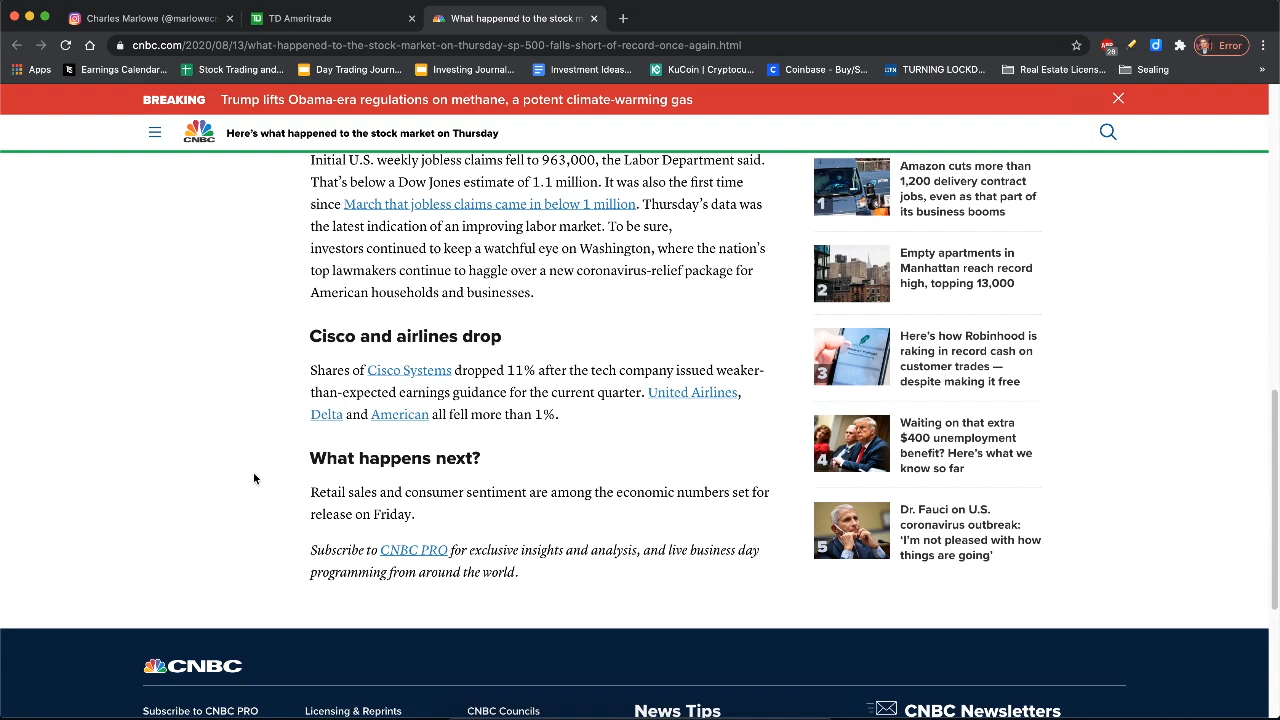 Charles Marlowe (@marlowecr
TD Ameritrade
What happened to the stock m
cnbc.com/2020/08/13/what-happened-to-the-stock-market-on-thursday-sp-500-falls-short-of-record-once-again.html
Error
Apps
Earnings Calendar...
Stock Trading and...
Day Trading Journ...
Investing Journal...
Investment Ideas...
KuCoin | Cryptocu...
Coinbase - Buy/S...
TURNING LOCKD...
Real Estate Licens...
Sealing
»
BREAKING Trump lifts Obama-era regulations on methane, a potent climate-warming gas
CNBC
Here's what happened to the stock market on Thursday
Initial U.S. weekly jobless claims fell to 963,000, the Labor Department said.
That's below a Dow Jones estimate of 1.1 million. It was also the first time
since March that jobless claims came in below 1 million. Thursday's data was
the latest indication of an improving labor market. To be sure,
investors continued to keep a watchful eye on Washington, where the nation's
top lawmakers continue to haggle over a new coronavirus-relief package for
American households and businesses.
Cisco and airlines drop
Shares of Cisco Systems dropped 11% after the tech company issued weaker-
than-expected earnings guidance for the current quarter. United Airlines,
Delta and American all fell more than 1%.
What happens next?
Retail sales and consumer sentiment are among the economic numbers set for
release on Friday.
Subscribe to CNBC PRO for exclusive insights and analysis, and live business day
programming from around the world.
1
Amazon cuts more than
1,200 delivery contract
jobs, even as that part of
its business booms
2
Empty apartments in
Manhattan reach record
high, topping 13,000
3
Here's how Robinhood is
raking in record cash on
customer trades —
despite making it free
4
Waiting on that extra
$400 unemployment
benefit? Here's what we
know so far
5
Dr. Fauci on U.S.
coronavirus outbreak:
'I'm not pleased with how
things are going'
CNBC
Subscribe to CNBC PRO
Licensing & Reprints
CNBC Councils
News Tips
CNBC Newsletters